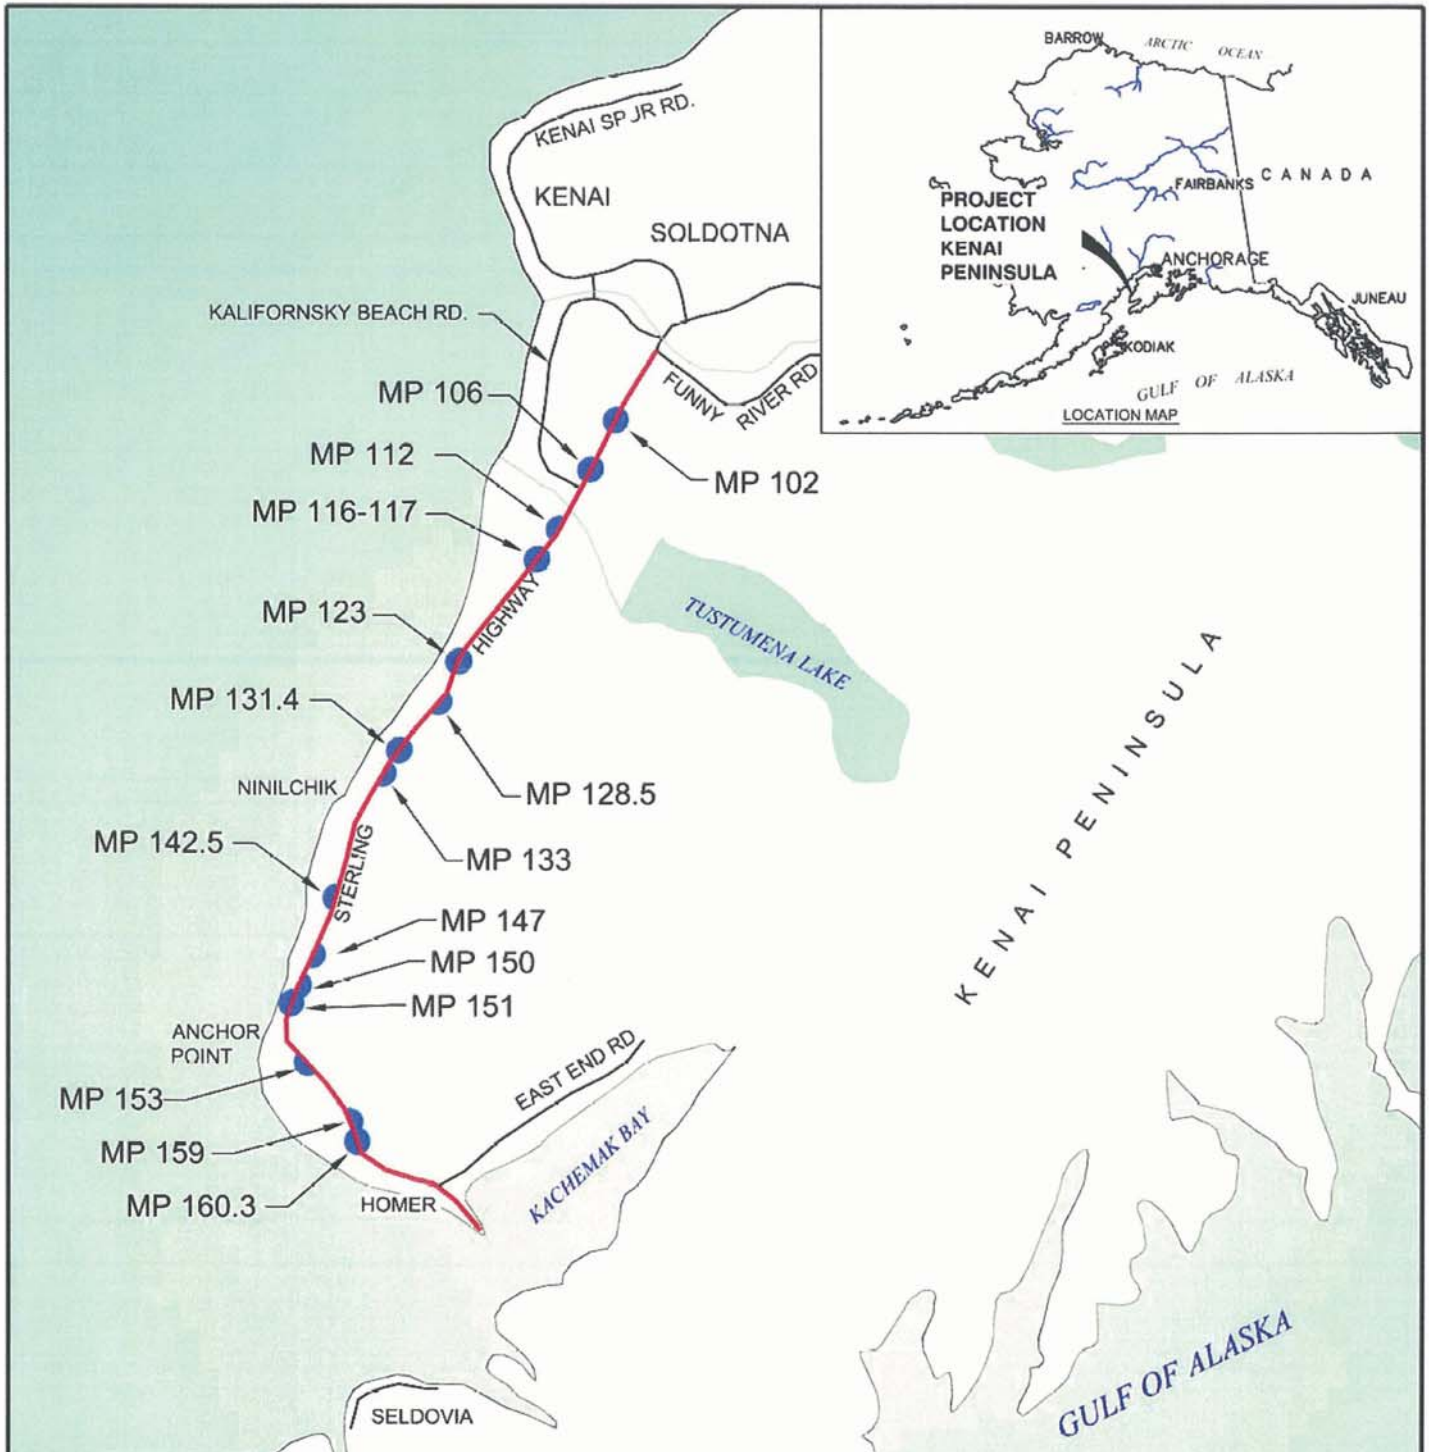 BARROW
ARCTIC OCEAN
CANADA
FAIRBANKS
PROJECT
LOCATION
KENAI
PENINSULA
ANCHORAGE
JUNEAU
KODIAK
GULF OF ALASKA
LOCATION MAP
KENAI SPJR RD.
KENAI
SOLDOTNA
KALIFORNSKY BEACH RD.
FUNNY RIVER RD
MP 106
MP 102
MP 112
MP 116-117
HIGHWAY
TUSTUMENA LAKE
MP 123
MP 131.4
KENAI PENINSULA
NINILCHIK
MP 128.5
MP 142.5
STERLING
MP 133
MP 147
MP 150
MP 151
ANCHOR
POINT
EAST END RD
MP 153
KACHEMAK BAY
MP 159
MP 160.3
HOMER
GULF OF ALASKA
SELDOVIA